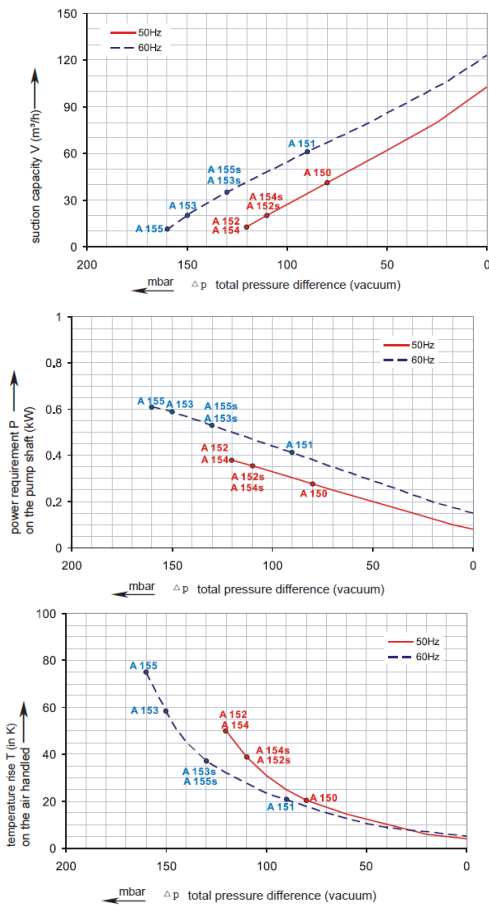 suction capacity V (m³/h)
150
120
90
60
30
0
50Hz
60Hz
A 151
A 155s
A 153s
A 150
A 153
A 154s
A 152s
A 155
A 152
A 154
200
150
100
50
0
mbar
△p total pressure difference (vacuum)
power requirement P
on the pump shaft (kW)
1
0.8
0.6
0.4
0.2
0
50Hz
60Hz
A 155
A 153
A 155s
A 153s
A 151
A 152
A 154
A 152s
A 154s
A 150
200
150
100
50
0
mbar
△p total pressure difference (vacuum)
temperature rise T (in K)
on the air handled
100
80
60
40
20
0
50Hz
60Hz
A 155
A 153
A 152
A 154
A 154s
A 152s
A 153s
A 155s
A 151
A 150
200
150
100
50
0
mbar
△p total pressure difference (vacuum)